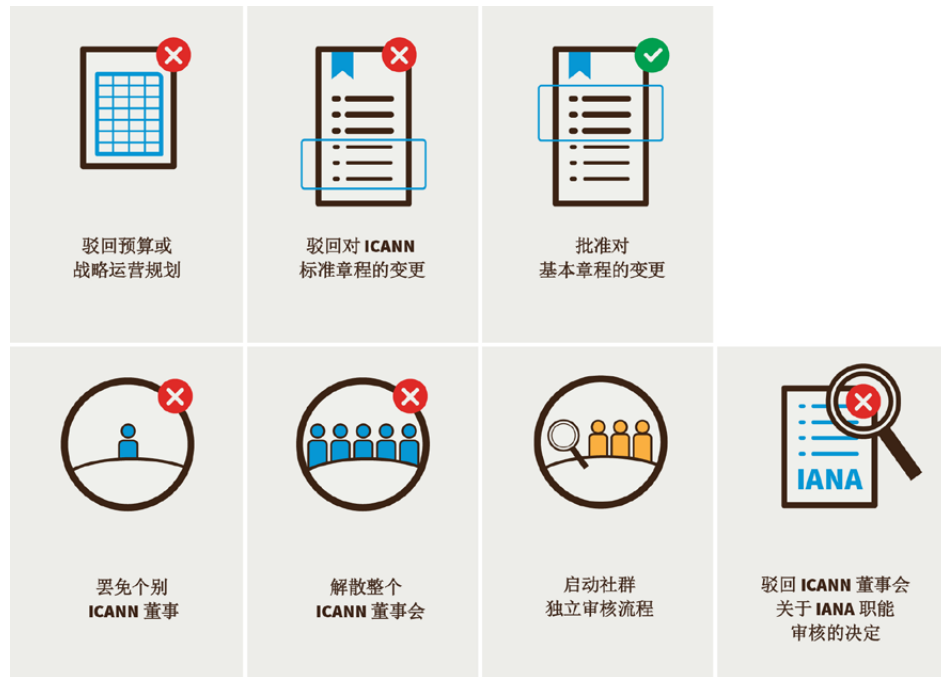 驳回预算或
战略运营规划
驳回对 ICANN
标准章程的变更
批准对
基本章程的变更
罢免个别
ICANN 董事
解散整个
ICANN 董事会
启动社群
独立审核流程
IANA
驳回 ICANN 董事会
关于 IANA 职能
审核的决定